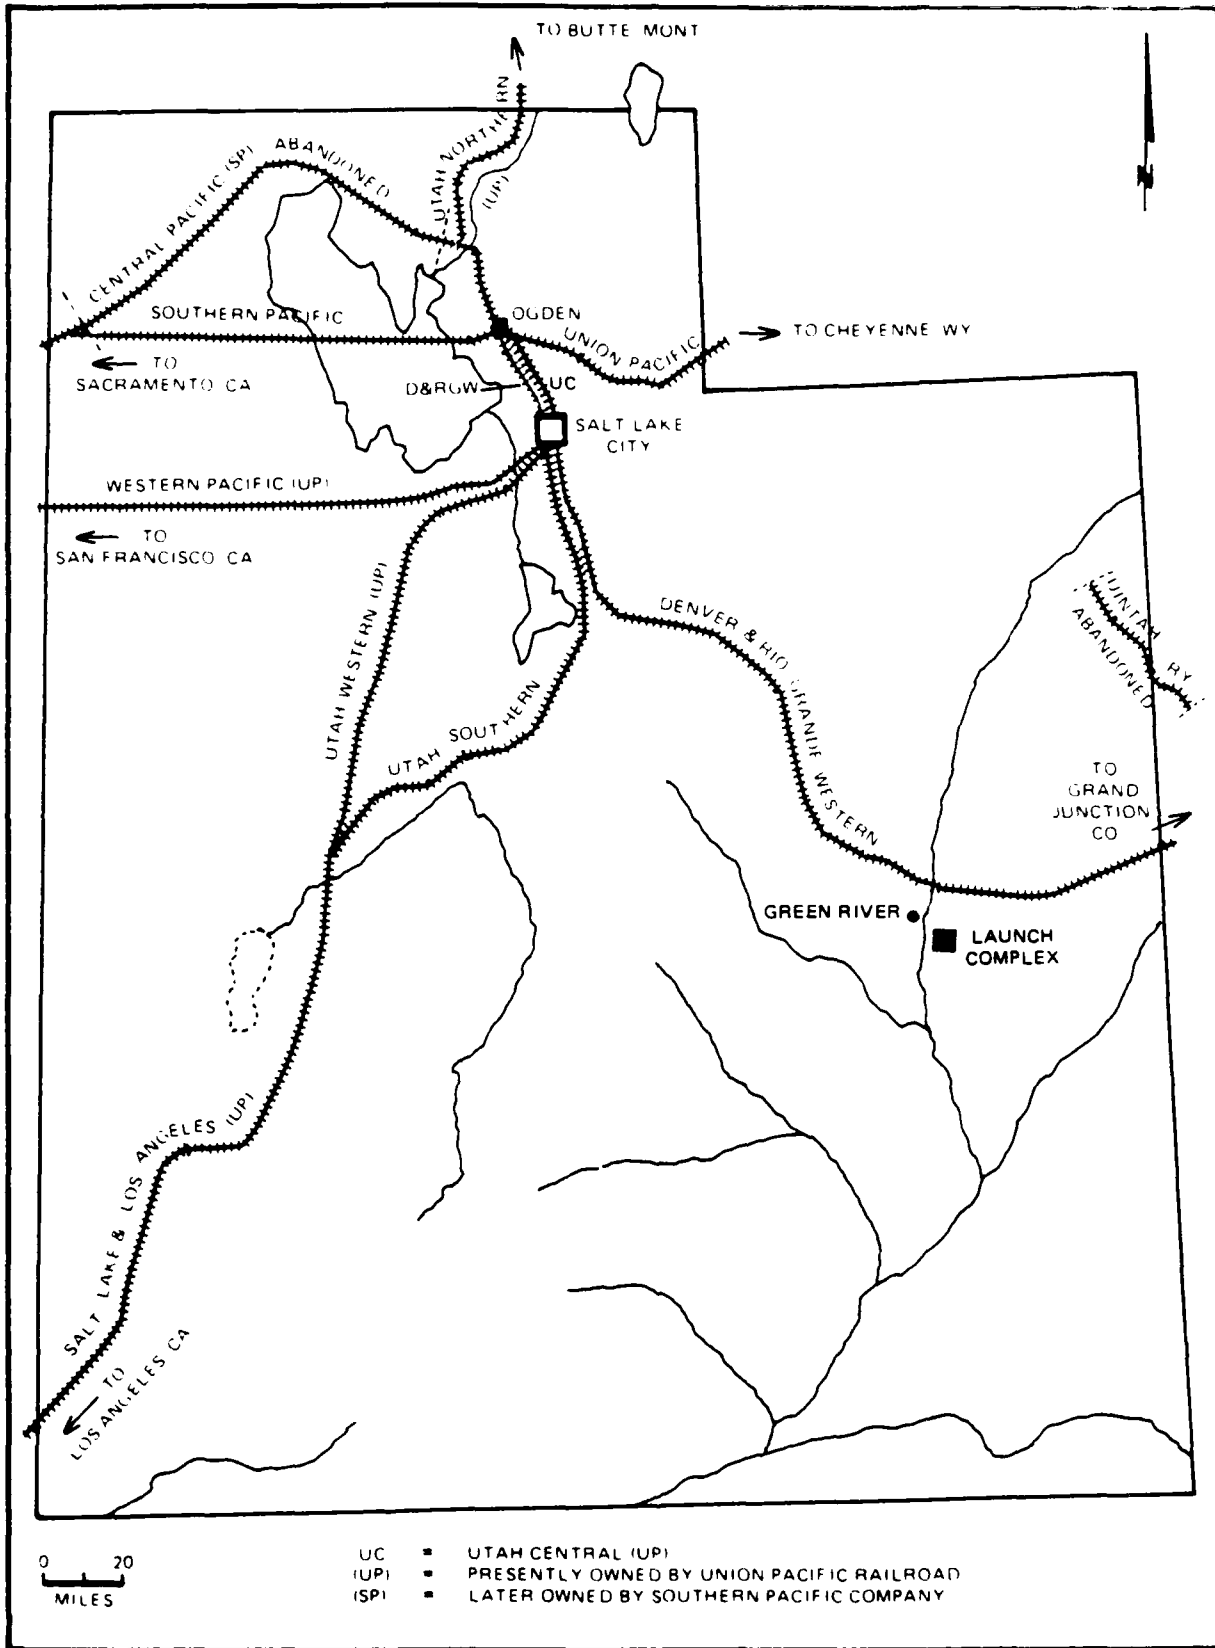 TO BUTTE MONT
UTAH NORTHERN
(UP)
CENTRAL PACIFIC (SP) ABANDONED
SOUTHERN PACIFIC
OGDEN
UNION PACIFIC
TO CHEYENNE WY
TO
SACRAMENTO CA
D&RGW
UC
SALT LAKE
CITY
WESTERN PACIFIC (UP)
TO
SAN FRANCISCO CA
UTAH WESTERN (UP)
UTAH SOUTHERN
DENVER & RIO GRANDE WESTERN
UINTAH RY
ABANDONED
TO
GRAND
JUNCTION
CO
GREEN RIVER
LAUNCH
COMPLEX
SALT LAKE & LOS ANGELES (UP)
TO
LOS ANGELES CA
N
0 20
MILES
UC = UTAH CENTRAL (UP)
(UP) = PRESENTLY OWNED BY UNION PACIFIC RAILROAD
(SP) = LATER OWNED BY SOUTHERN PACIFIC COMPANY